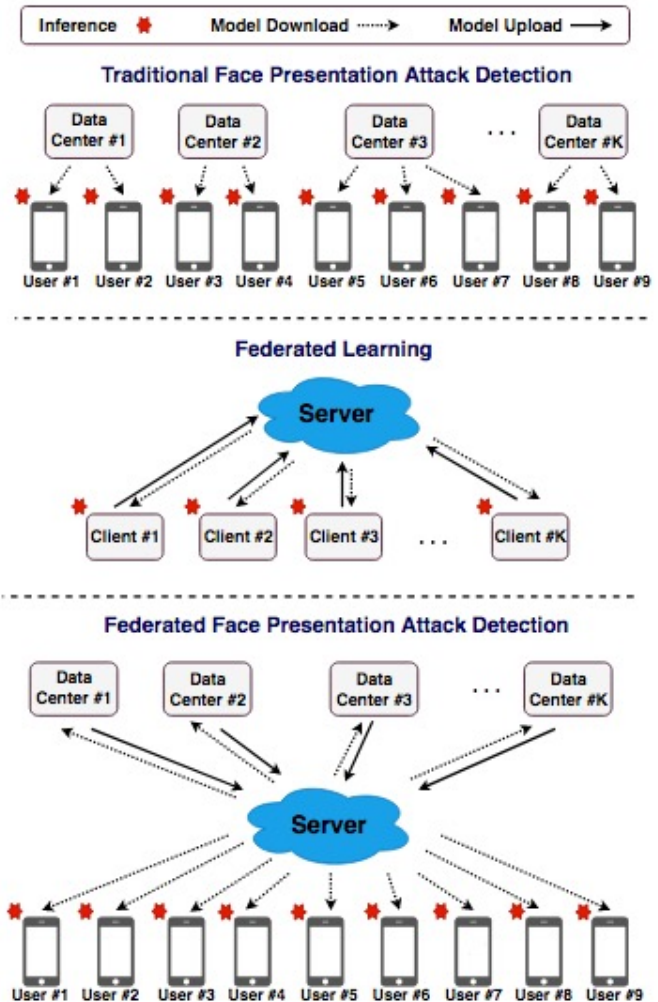 Inference Model Download Model Upload
Traditional Face Presentation Attack Detection
Data Center #1
Data Center #2
Data Center #3
. . .
Data Center #K
User #1 User #2 User #3 User #4 User #5 User #6 User #7 User #8 User #9
Federated Learning
Server
Client #1 Client #2 Client #3 . . . Client #K
Federated Face Presentation Attack Detection
Data Center #1
Data Center #2
Data Center #3
. . .
Data Center #K
Server
User #1 User #2 User #3 User #4 User #5 User #6 User #7 User #8 User #9